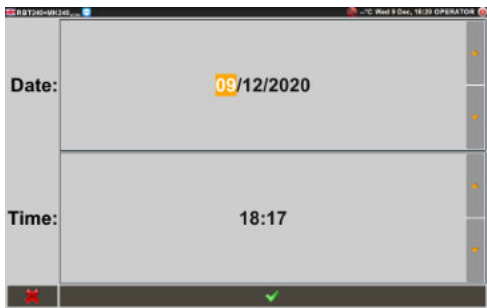 RBT240+MK240
--°C Wed 9 Dec, 18:20 OPERATOR
Date:
09/12/2020
Time:
18:17